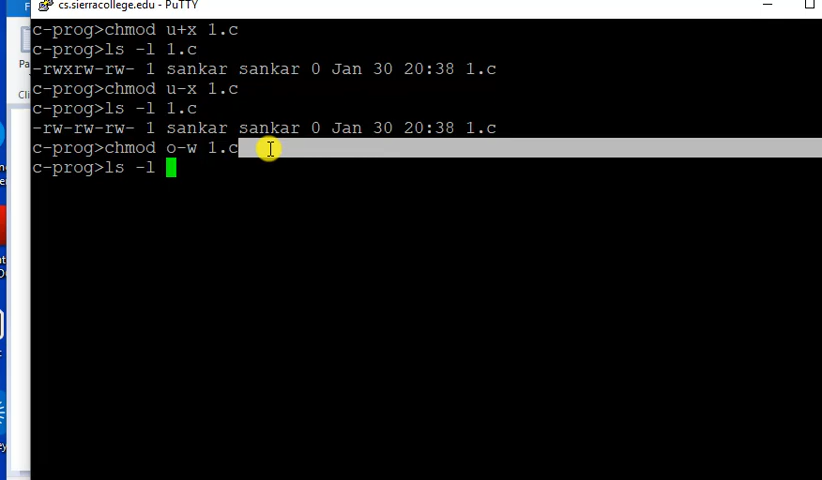 cs.sierracollege.edu - PuTTY
c-prog>chmod u+x 1.c
c-prog>ls -l 1.c
-rwxrw-rw- 1 sankar sankar 0 Jan 30 20:38 1.c
c-prog>chmod u-x 1.c
c-prog>ls -l 1.c
-rw-rw-rw- 1 sankar sankar 0 Jan 30 20:38 1.c
c-prog>chmod o-w 1.c
c-prog>ls -l